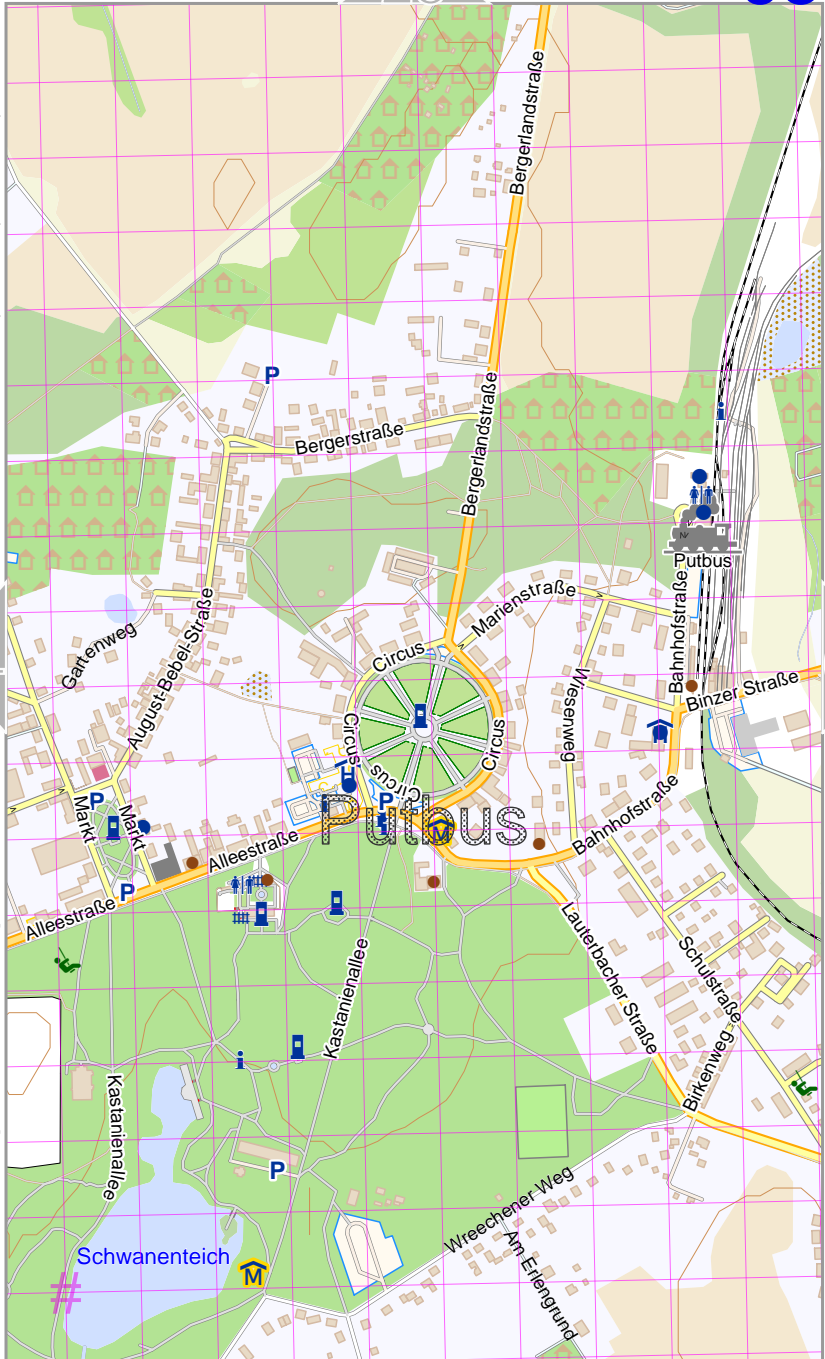 Bergerlandstraße
P
Bergerlandstraße
i
Bergerstraße
Putbus
Marienstraße
Bahnhofstraße
Gartenweg
August-Bebel-Straße
Circus
Wiesenweg
Binzer Straße
Circus
Circus
Circus
P
P
Markt
Markt
Putbus
M
Bahnhofstraße
Alleestraße
P
Alleestraße
Lauterbacher Straße
Schulstraße
Kastanienallee
i
Birkenweg
Kastanienallee
P
Wreechener Weg
Am Erlengrund
Schwanenteich
M
#